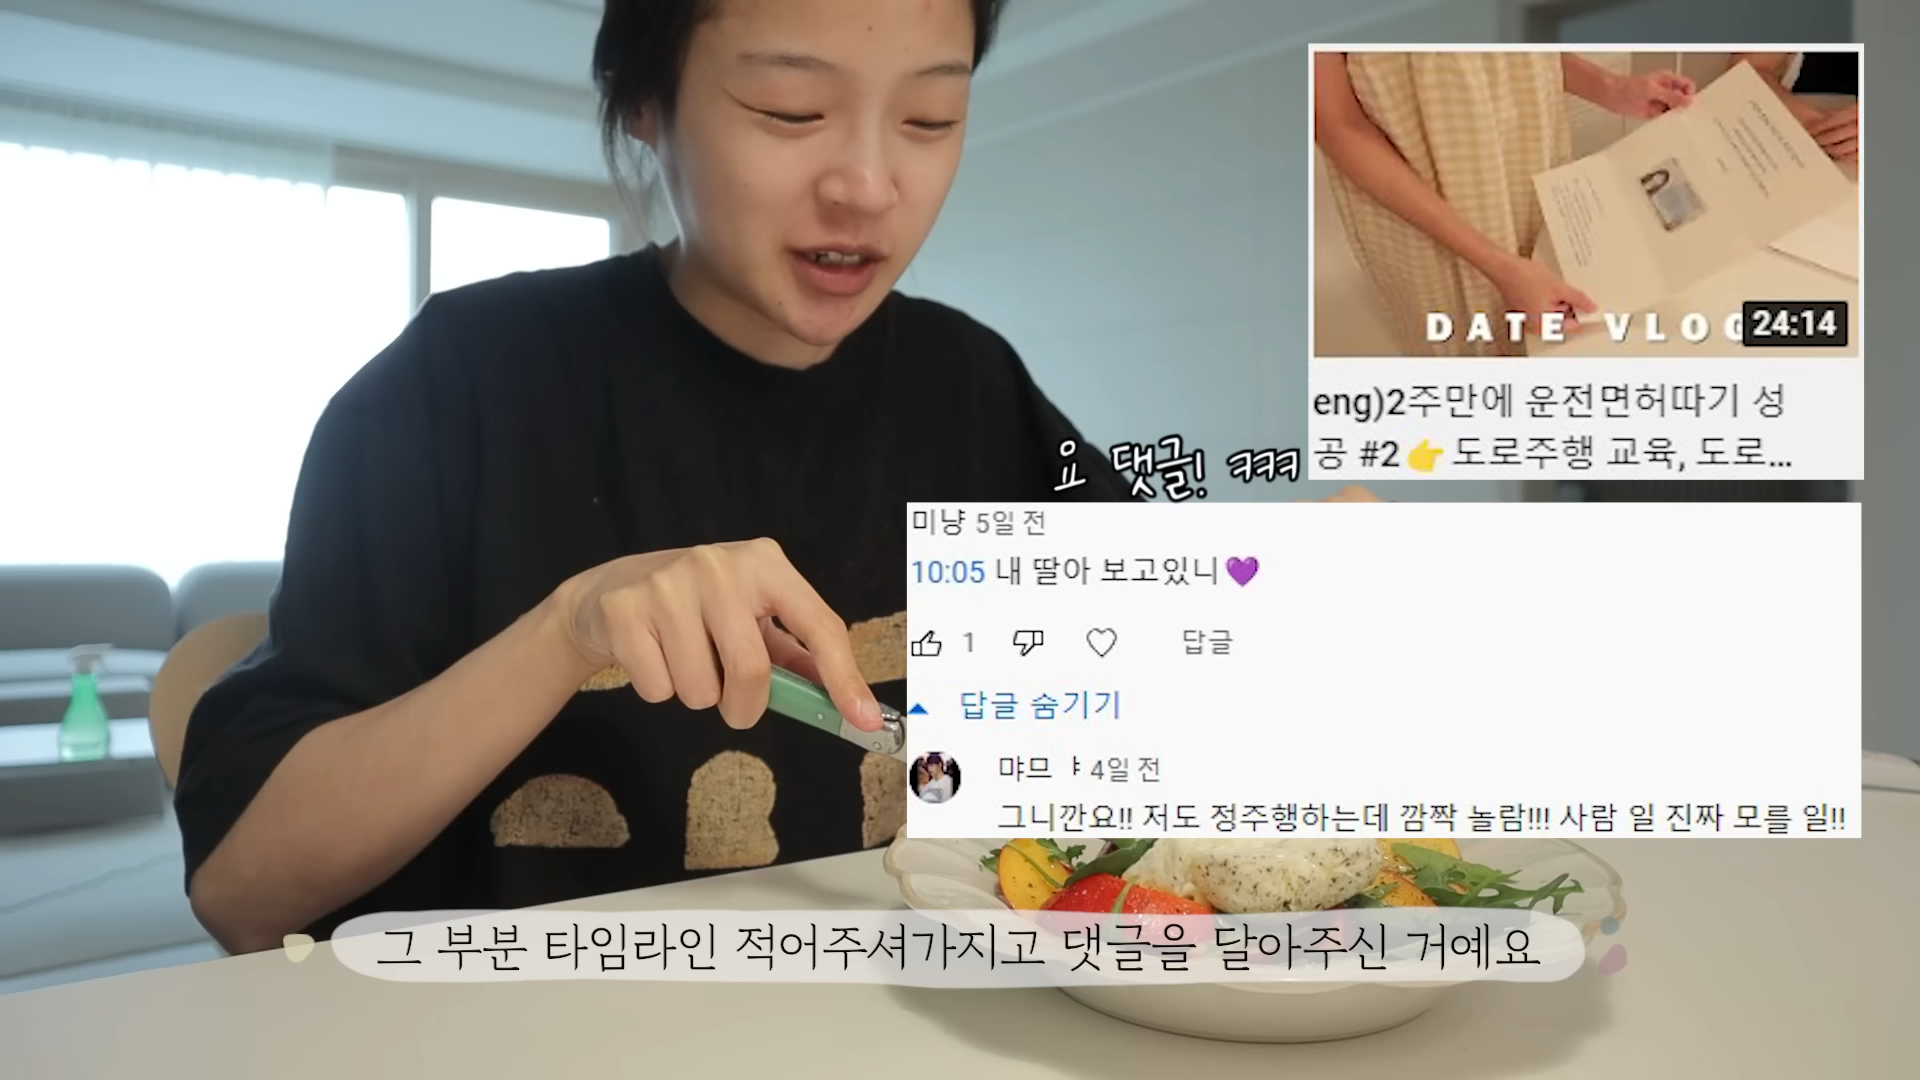 DATE VLOG
24:14
eng)2주만에 운전면허따기 성
공 #2👉도로주행 교육, 도로...
요 댓글! ㅋㅋㅋ
미냥 5일 전
10:05 내 딸아 보고있니💜
1 답글
답글 숨기기
먀므ㅑ 4일 전
그니깐요!! 저도 정주행하는데 깜짝 놀람!!! 사람 일 진짜 모를 일!!
그 부분 타임라인 적어주셔가지고 댓글을 달아주신 거예요